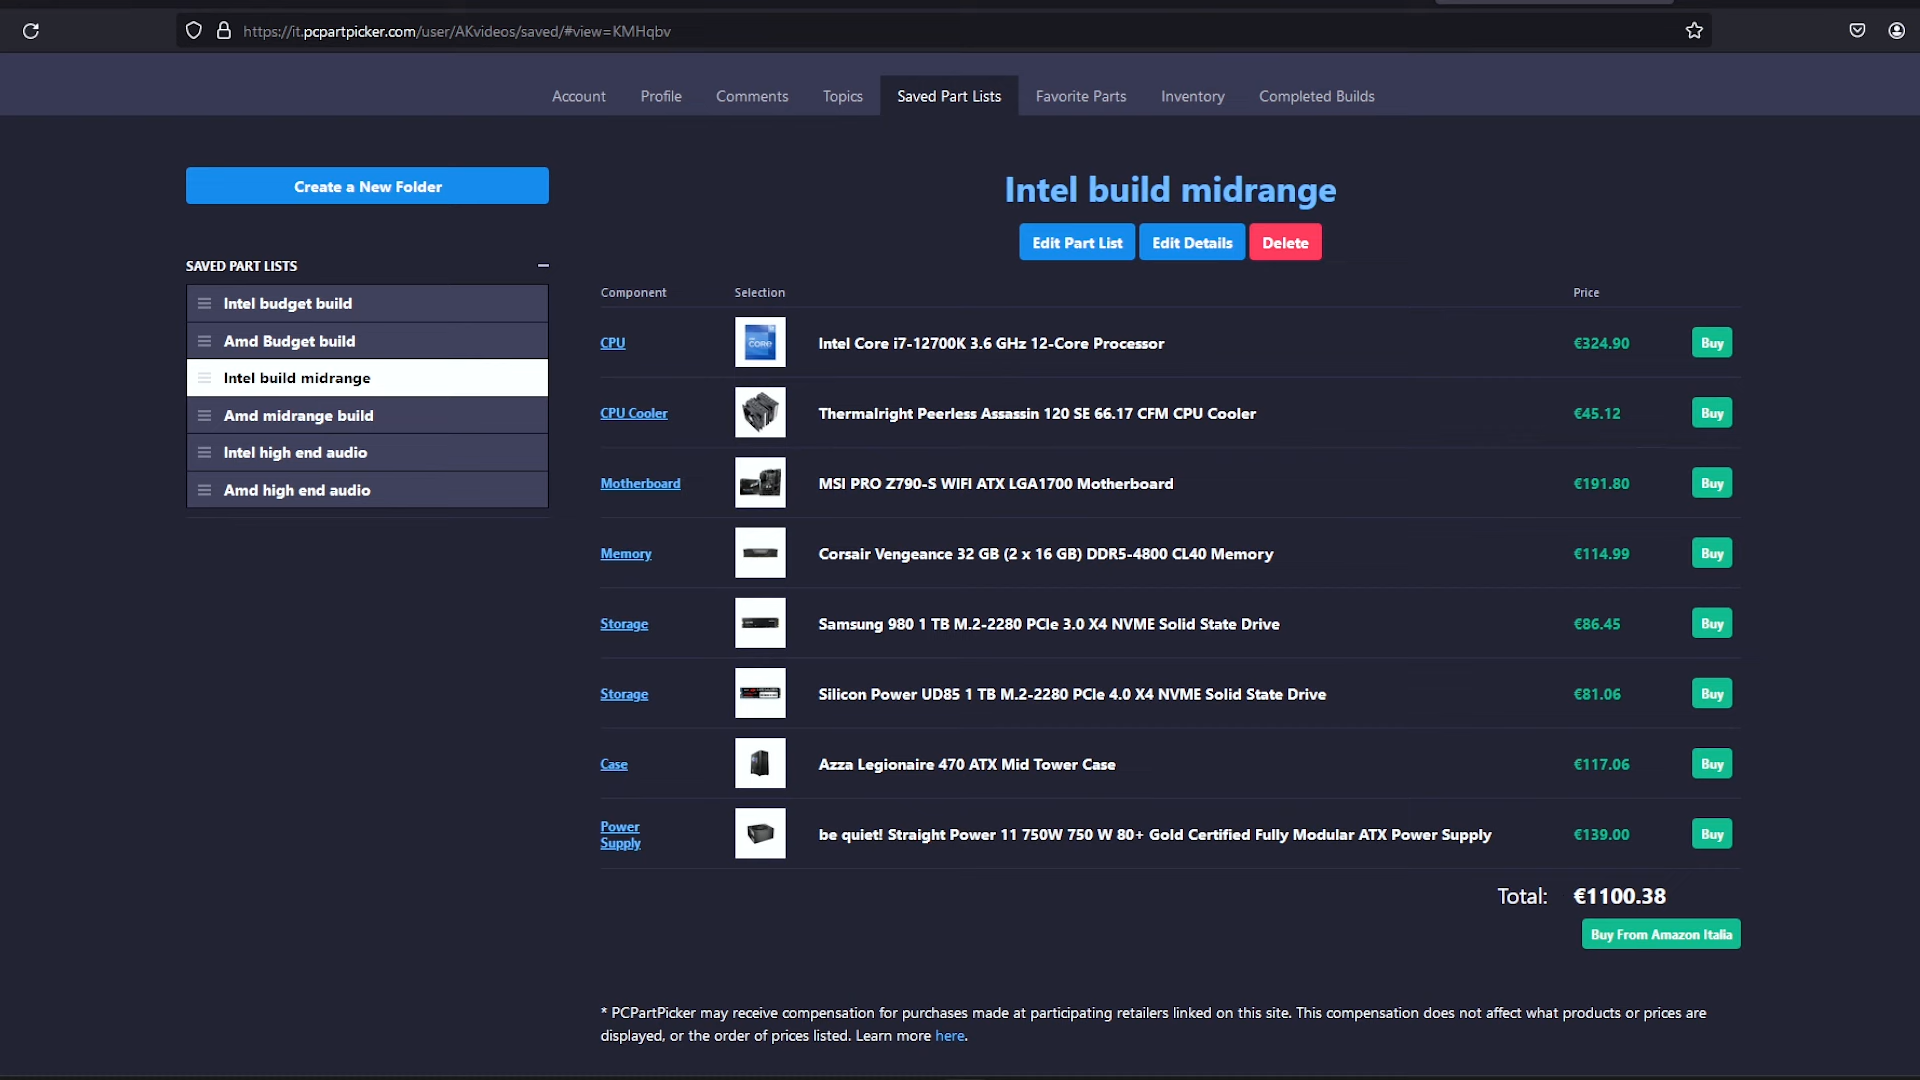 https://it.pcpartpicker.com/user/AKvideos/saved/#view=KMHqbv
Account Profile Comments Topics Saved Part Lists Favorite Parts Inventory Completed Builds
Create a New Folder
SAVED PART LISTS
Intel budget build
Amd Budget build
Intel build midrange
Amd midrange build
Intel high end audio
Amd high end audio
Intel build midrange
Edit Part List Edit Details Delete
Component Selection Price
CPU Intel Core i7-12700K 3.6 GHz 12-Core Processor €324.90 Buy
CPU Cooler Thermalright Peerless Assassin 120 SE 66.17 CFM CPU Cooler €45.12 Buy
Motherboard MSI PRO Z790-S WIFI ATX LGA1700 Motherboard €191.80 Buy
Memory Corsair Vengeance 32 GB (2 x 16 GB) DDR5-4800 CL40 Memory €114.99 Buy
Storage Samsung 980 1 TB M.2-2280 PCIe 3.0 X4 NVME Solid State Drive €86.45 Buy
Storage Silicon Power UD85 1 TB M.2-2280 PCIe 4.0 X4 NVME Solid State Drive €81.06 Buy
Case Azza Legionaire 470 ATX Mid Tower Case €117.06 Buy
Power Supply be quiet! Straight Power 11 750W 750 W 80+ Gold Certified Fully Modular ATX Power Supply €139.00 Buy
Total: €1100.38
Buy From Amazon Italia
* PCPartPicker may receive compensation for purchases made at participating retailers linked on this site. This compensation does not affect what products or prices are
displayed, or the order of prices listed. Learn more here.